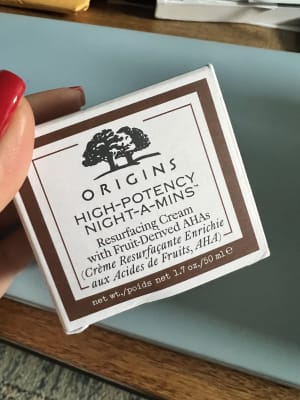 ORIGINS
HIGH-POTENCY
NIGHT-A-MINS™
Resurfacing Cream
with Fruit-Derived AHAs
(Crème Resurfaçante Enrichie
aux Acides de Fruits, AHA)
net wt./poids net 1.7 oz./50 ml e